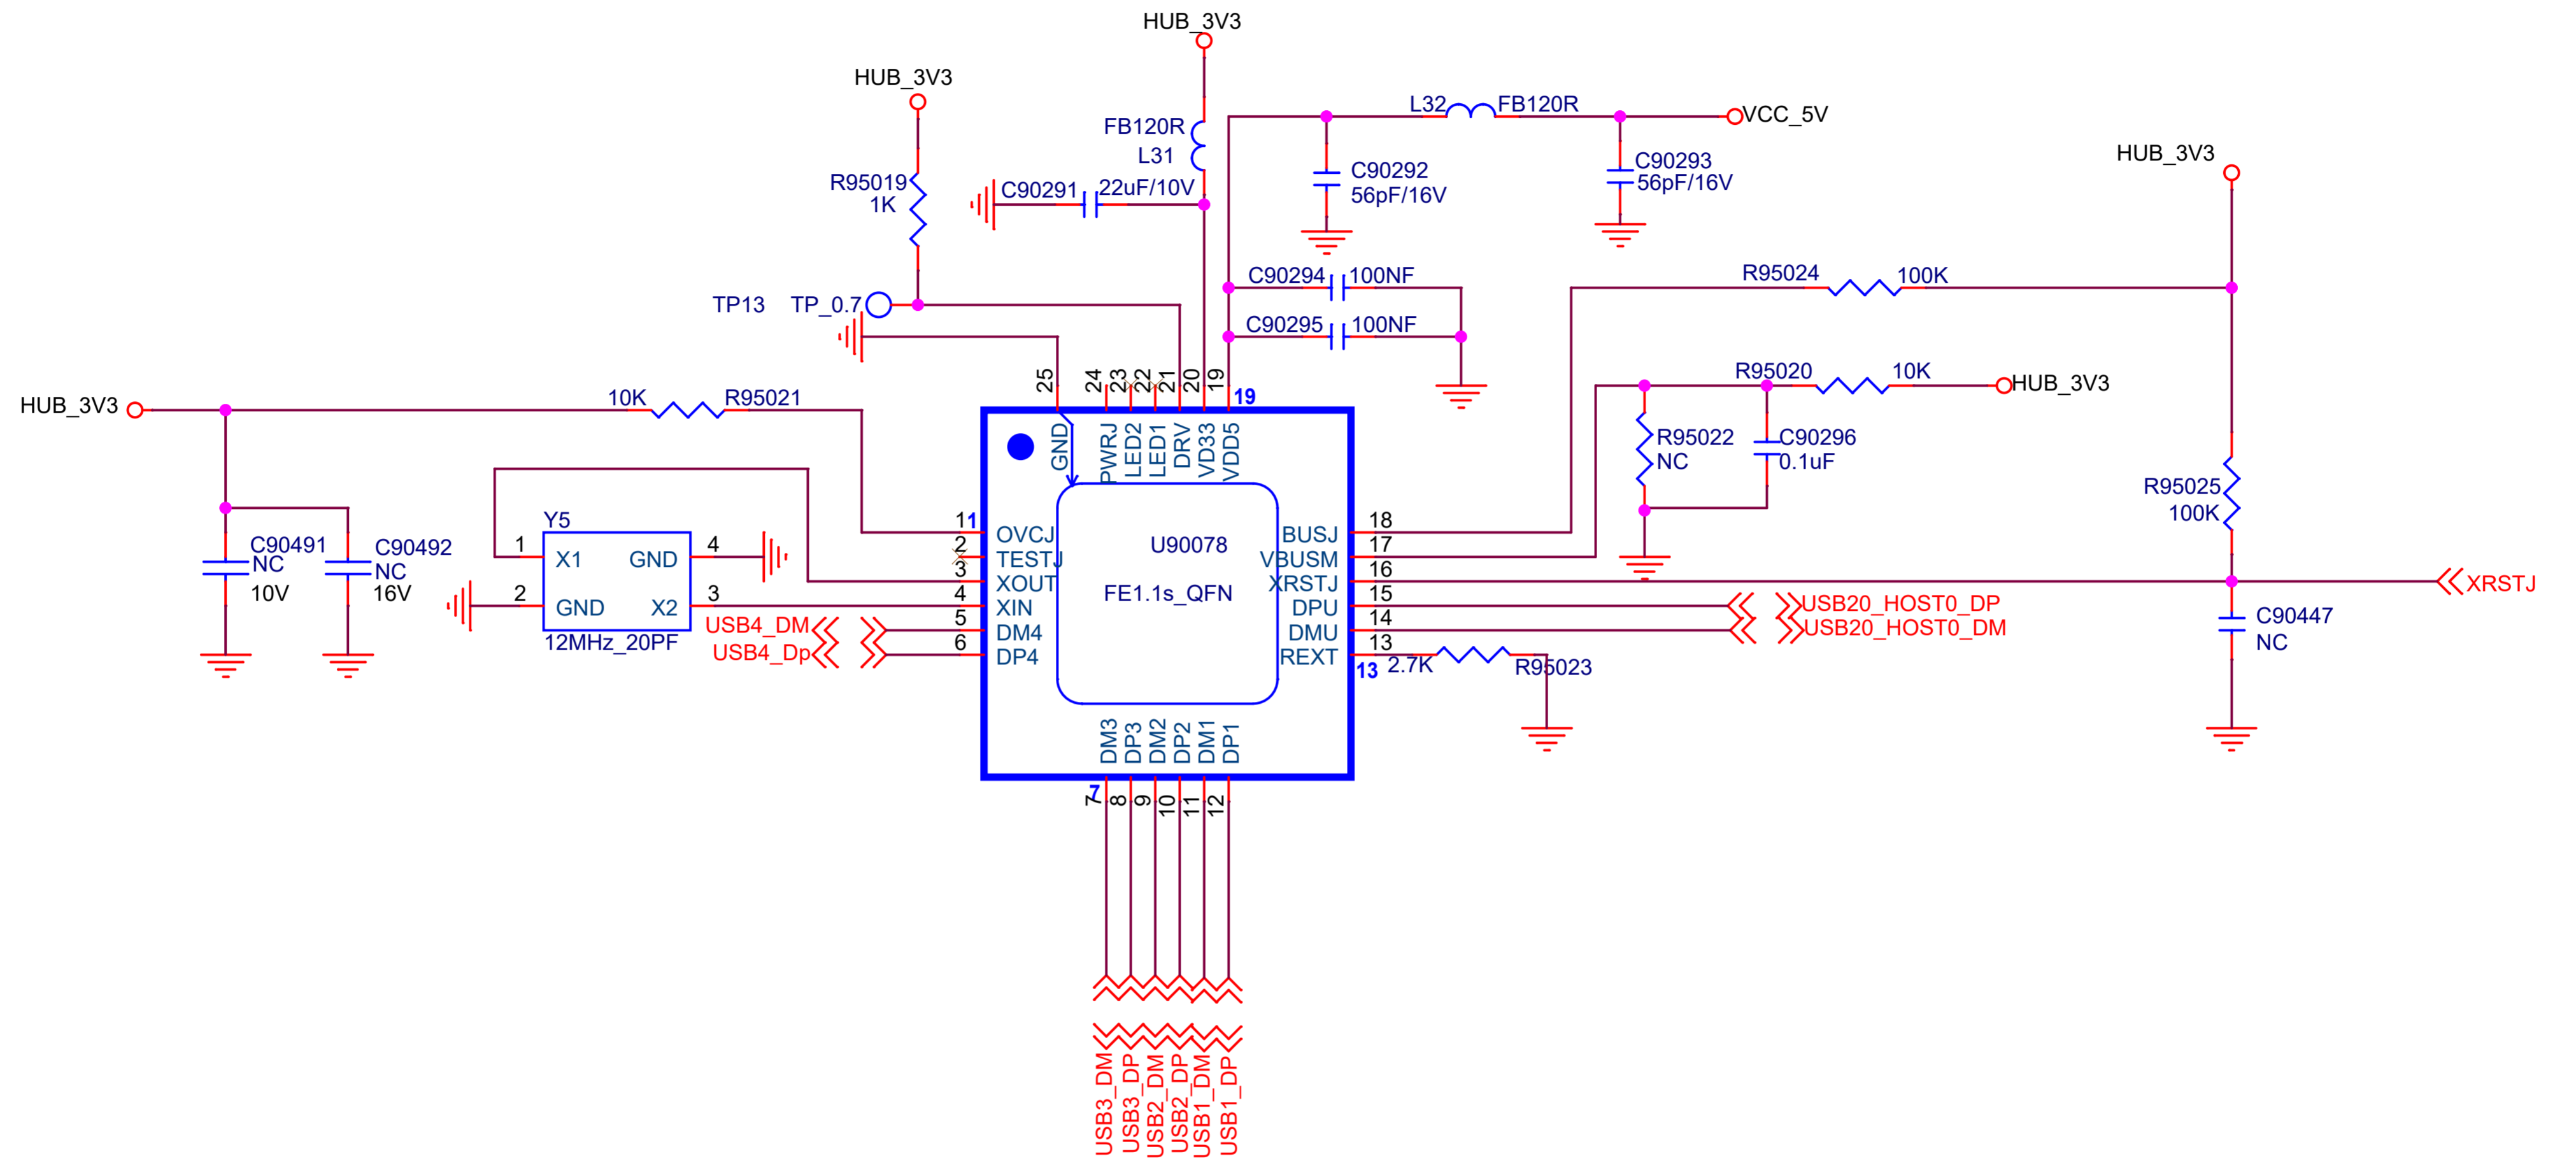 HUB_3V3
HUB_3V3
FB120R
L31
L32
FB120R
VCC_5V
HUB_3V3
R95019
1K
C90291
22uF/10V
C90292
56pF/16V
C90293
56pF/16V
TP13
TP_0.7
C90294
100NF
C90295
100NF
R95024
100K
R95020
10K
HUB_3V3
HUB_3V3
10K
R95021
25
24
23
22
21
20
19
19
GND
PWRJ
LED2
LED1
DRV
VD33
VDD5
R95022
NC
C90296
0.1uF
R95025
100K
C90491
NC
10V
C90492
NC
16V
Y5
1
X1
GND
4
2
GND
X2
3
12MHz_20PF
1
1
OVCJ
2
TESTJ
3
XOUT
4
XIN
5
DM4
6
DP4
USB4_DM
USB4_Dp
U90078
FE1.1s_QFN
BUSJ
18
VBUSM
17
XRSTJ
16
DPU
15
DMU
14
REXT
13
13
2.7K
R95023
USB20_HOST0_DP
USB20_HOST0_DM
XRSTJ
C90447
NC
DM3
DP3
DM2
DP2
DM1
DP1
7
7
8
9
10
11
12
USB3_DM
USB3_DP
USB2_DM
USB2_DP
USB1_DM
USB1_DP